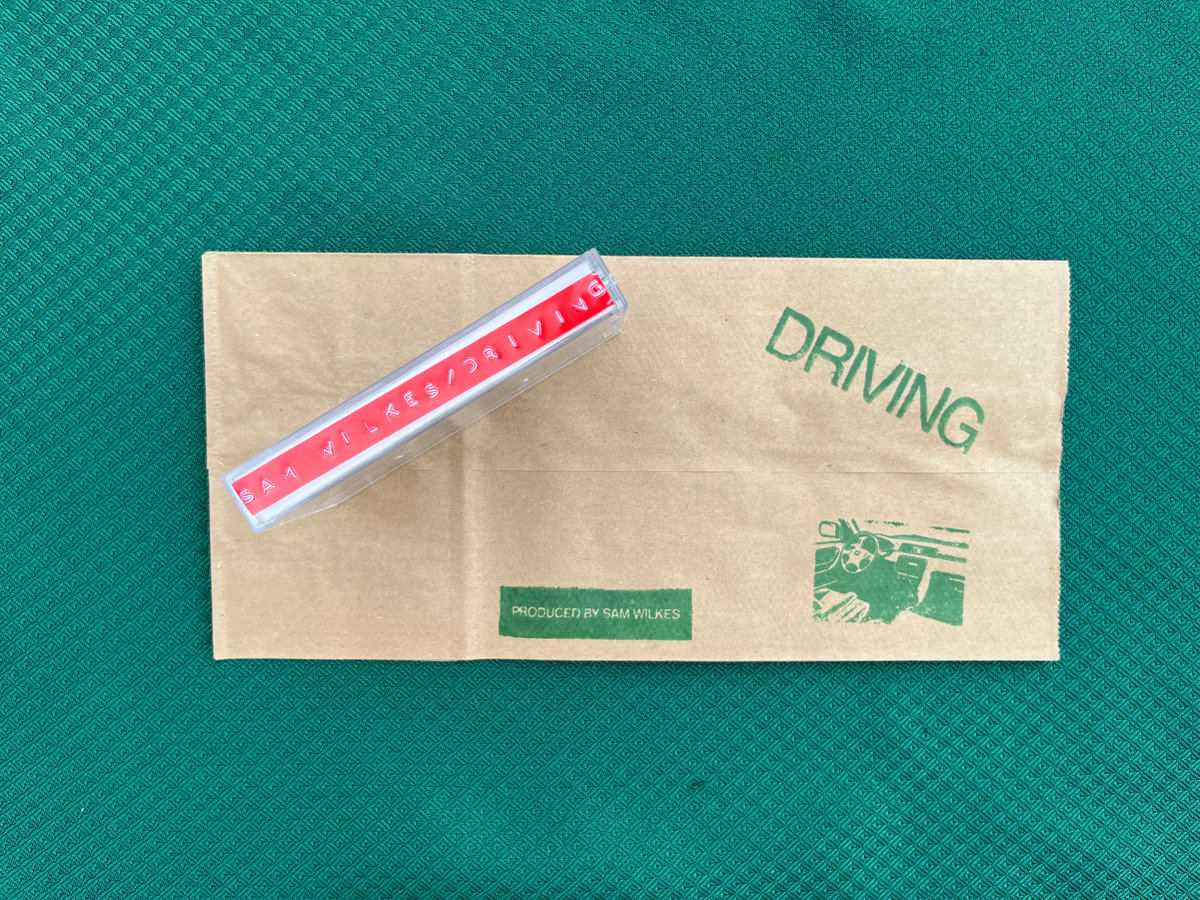 SAM WILKES/DRIVING
DRIVING
PRODUCED BY SAM WILKES